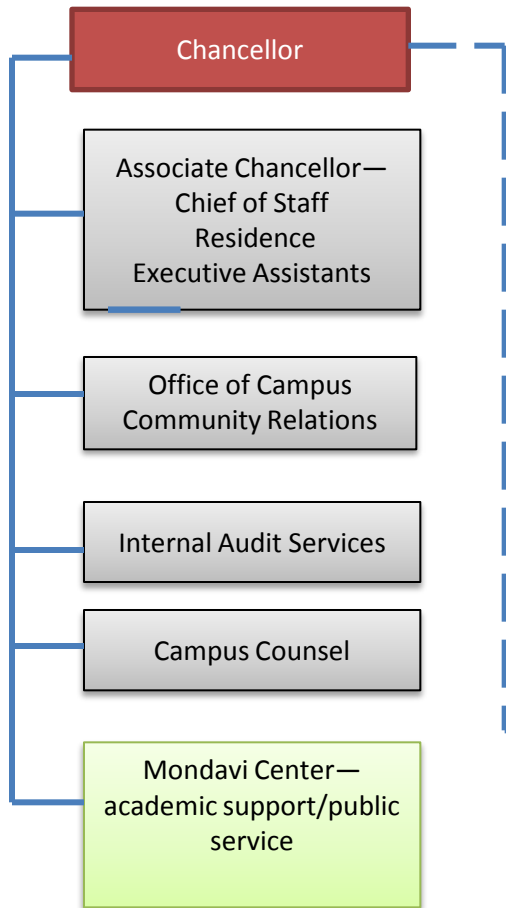 Chancellor
Associate Chancellor—
Chief of Staff
Residence
Executive Assistants
Office of Campus
Community Relations
Internal Audit Services
Campus Counsel
Mondavi Center—
academic support/public
service